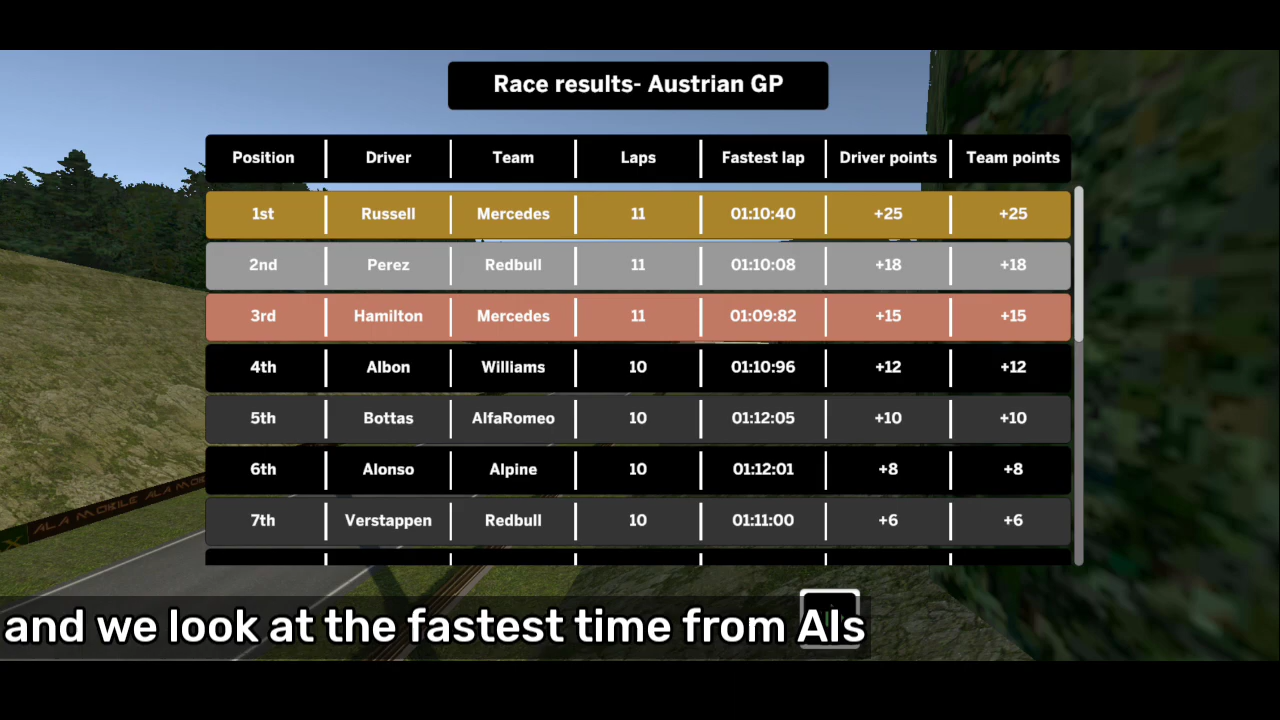 Race results- Austrian GP
Position Driver Team Laps Fastest lap Driver points Team points
1st Russell Mercedes 11 01:10:40 +25 +25
2nd Perez Redbull 11 01:10:08 +18 +18
3rd Hamilton Mercedes 11 01:09:82 +15 +15
4th Albon Williams 10 01:10:96 +12 +12
5th Bottas AlfaRomeo 10 01:12:05 +10 +10
6th Alonso Alpine 10 01:12:01 +8 +8
7th Verstappen Redbull 10 01:11:00 +6 +6
ALA MOBILE ALA MO
and we look at the fastest time from AIs